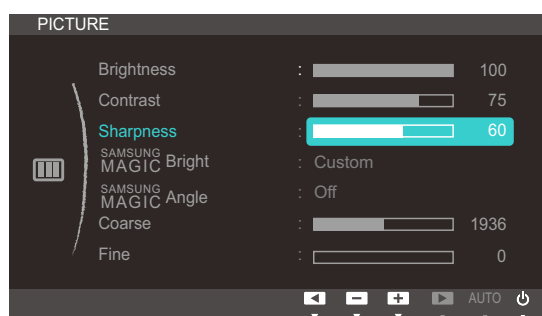 PICTURE
Brightness : 100
Contrast : 75
Sharpness : 60
SAMSUNG MAGIC Bright : Custom
SAMSUNG MAGIC Angle : Off
Coarse : 1936
Fine : 0
AUTO